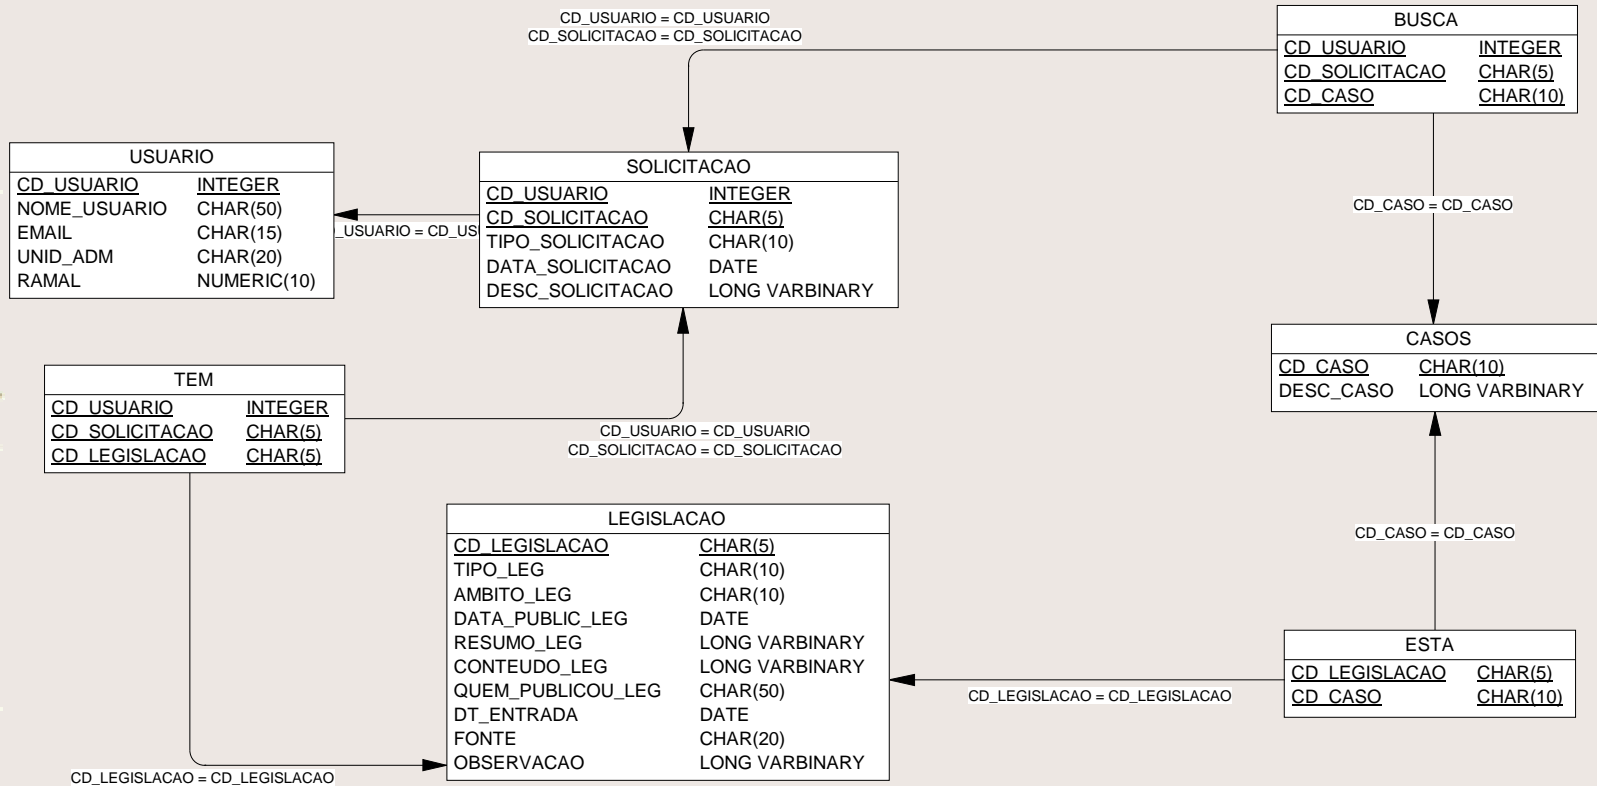 CD_USUARIO = CD_USUARIO
CD_SOLICITACAO = CD_SOLICITACAO
BUSCA
CD_USUARIO INTEGER
CD_SOLICITACAO CHAR(5)
CD_CASO CHAR(10)
USUARIO
CD_USUARIO INTEGER
NOME_USUARIO CHAR(50)
EMAIL CHAR(15)
UNID_ADM CHAR(20)
RAMAL NUMERIC(10)
_USUARIO = CD_US
SOLICITACAO
CD_USUARIO INTEGER
CD_SOLICITACAO CHAR(5)
TIPO_SOLICITACAO CHAR(10)
DATA_SOLICITACAO DATE
DESC_SOLICITACAO LONG VARBINARY
CD_CASO = CD_CASO
CASOS
CD_CASO CHAR(10)
DESC_CASO LONG VARBINARY
TEM
CD_USUARIO INTEGER
CD_SOLICITACAO CHAR(5)
CD_LEGISLACAO CHAR(5)
CD_USUARIO = CD_USUARIO
CD_SOLICITACAO = CD_SOLICITACAO
LEGISLACAO
CD_LEGISLACAO CHAR(5)
TIPO_LEG CHAR(10)
AMBITO_LEG CHAR(10)
DATA_PUBLIC_LEG DATE
RESUMO_LEG LONG VARBINARY
CONTEUDO_LEG LONG VARBINARY
QUEM_PUBLICOU_LEG CHAR(50)
DT_ENTRADA DATE
FONTE CHAR(20)
OBSERVACAO LONG VARBINARY
CD_CASO = CD_CASO
ESTA
CD_LEGISLACAO CHAR(5)
CD_CASO CHAR(10)
CD_LEGISLACAO = CD_LEGISLACAO
CD_LEGISLACAO = CD_LEGISLACAO